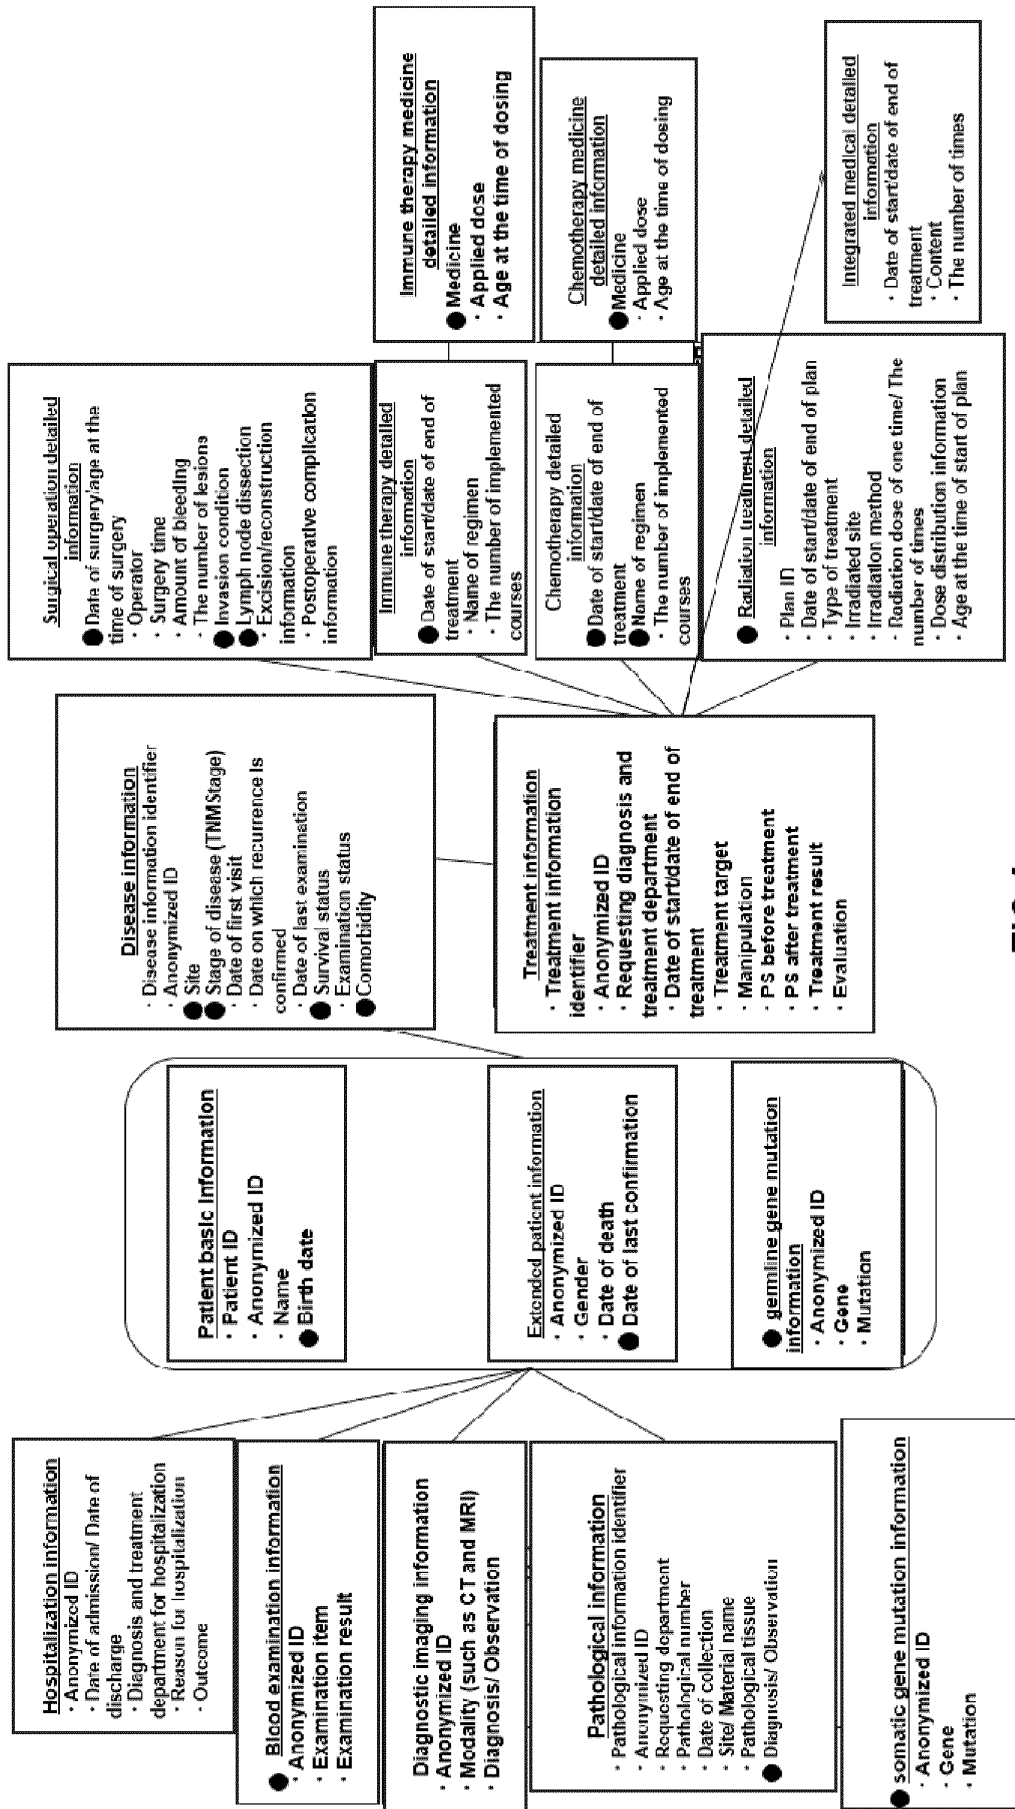 Hospitalization information
· Anonymized ID
· Date of admission/ Date of
discharge
· Diagnosis and treatment
department for hospitalization
· Reason for hospitalization
· Outcome
● Blood examination information
· Anonymized ID
· Examination item
· Examination result
Diagnostic imaging information
· Anonymized ID
· Modality (such as CT and MRI)
· Diagnosis/ Observation
Pathological information
· Pathological information identifier
· Anonymized ID
· Requesting department
· Pathological number
· Date of collection
· Site/ Material name
· Pathological tissue
● Diagnosis/ Observation
● somatic gene mutation information
· Anonymized ID
· Gene
· Mutation
Patient basic information
· Patient ID
· Anonymized ID
· Name
● Birth date
Extended patient information
· Anonymized ID
· Gender
· Date of death
● Date of last confirmation
● germline gene mutation
information
· Anonymized ID
· Gene
· Mutation
Disease information
· Disease information identifier
· Anonymized ID
● Site
● Stage of disease (TNMStage)
· Date of first visit
· Date on which recurrence is
confirmed
· Date of last examination
● Survival status
· Examination status
● Comorbidity
Treatment information
· Treatment information
identifier
· Anonymized ID
· Requesting diagnosis and
treatment department
· Date of start/date of end of
treatment
· Treatment target
· Manipulation
· PS before treatment
· PS after treatment
· Treatment result
· Evaluation
Surgical operation detailed
information
● Date of surgery/age at the
time of surgery
· Operator
· Surgery time
· Amount of bleeding
· The number of lesions
● Invasion condition
● Lymph node dissection
· Excision/reconstruction
information
· Postoperative complication
information
Immune therapy detailed
information
● Date of start/date of end of
treatment
· Name of regimen
· The number of implemented
courses
Chemotherapy detailed
information
● Date of start/date of end of
treatment
● Name of regimen
· The number of implemented
courses
● Radiation treatment detailed
information
· Plan ID
· Date of start/date of end of plan
· Type of treatment
· Irradiated site
· Irradiation method
· Radiation dose of one time/ The
number of times
· Dose distribution information
· Age at the time of start of plan
Immune therapy medicine
detailed information
● Medicine
· Applied dose
· Age at the time of dosing
Chemotherapy medicine
detailed information
● Medicine
· Applied dose
· Age at the time of dosing
Integrated medical detailed
information
· Date of start/date of end of
treatment
· Content
· The number of times